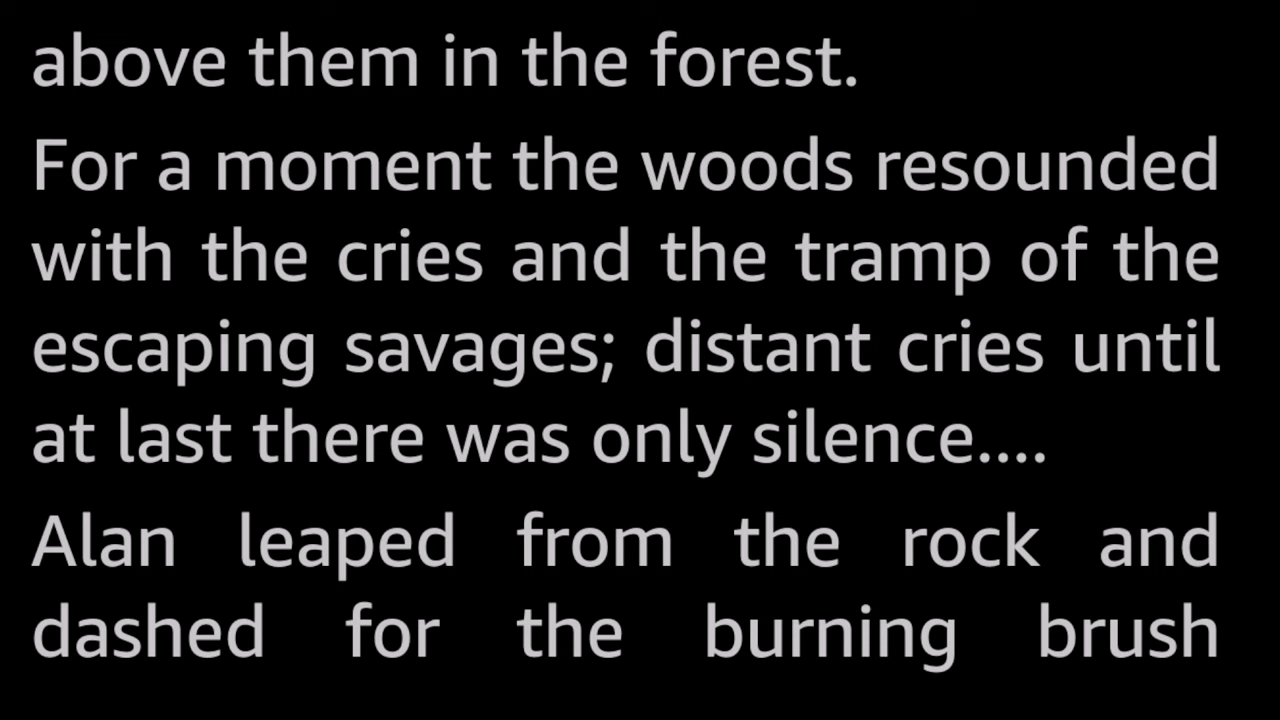 above them in the forest.
For a moment the woods resounded
with the cries and the tramp of the
escaping savages; distant cries until
at last there was only silence....
Alan leaped from the rock and
dashed for the burning brush